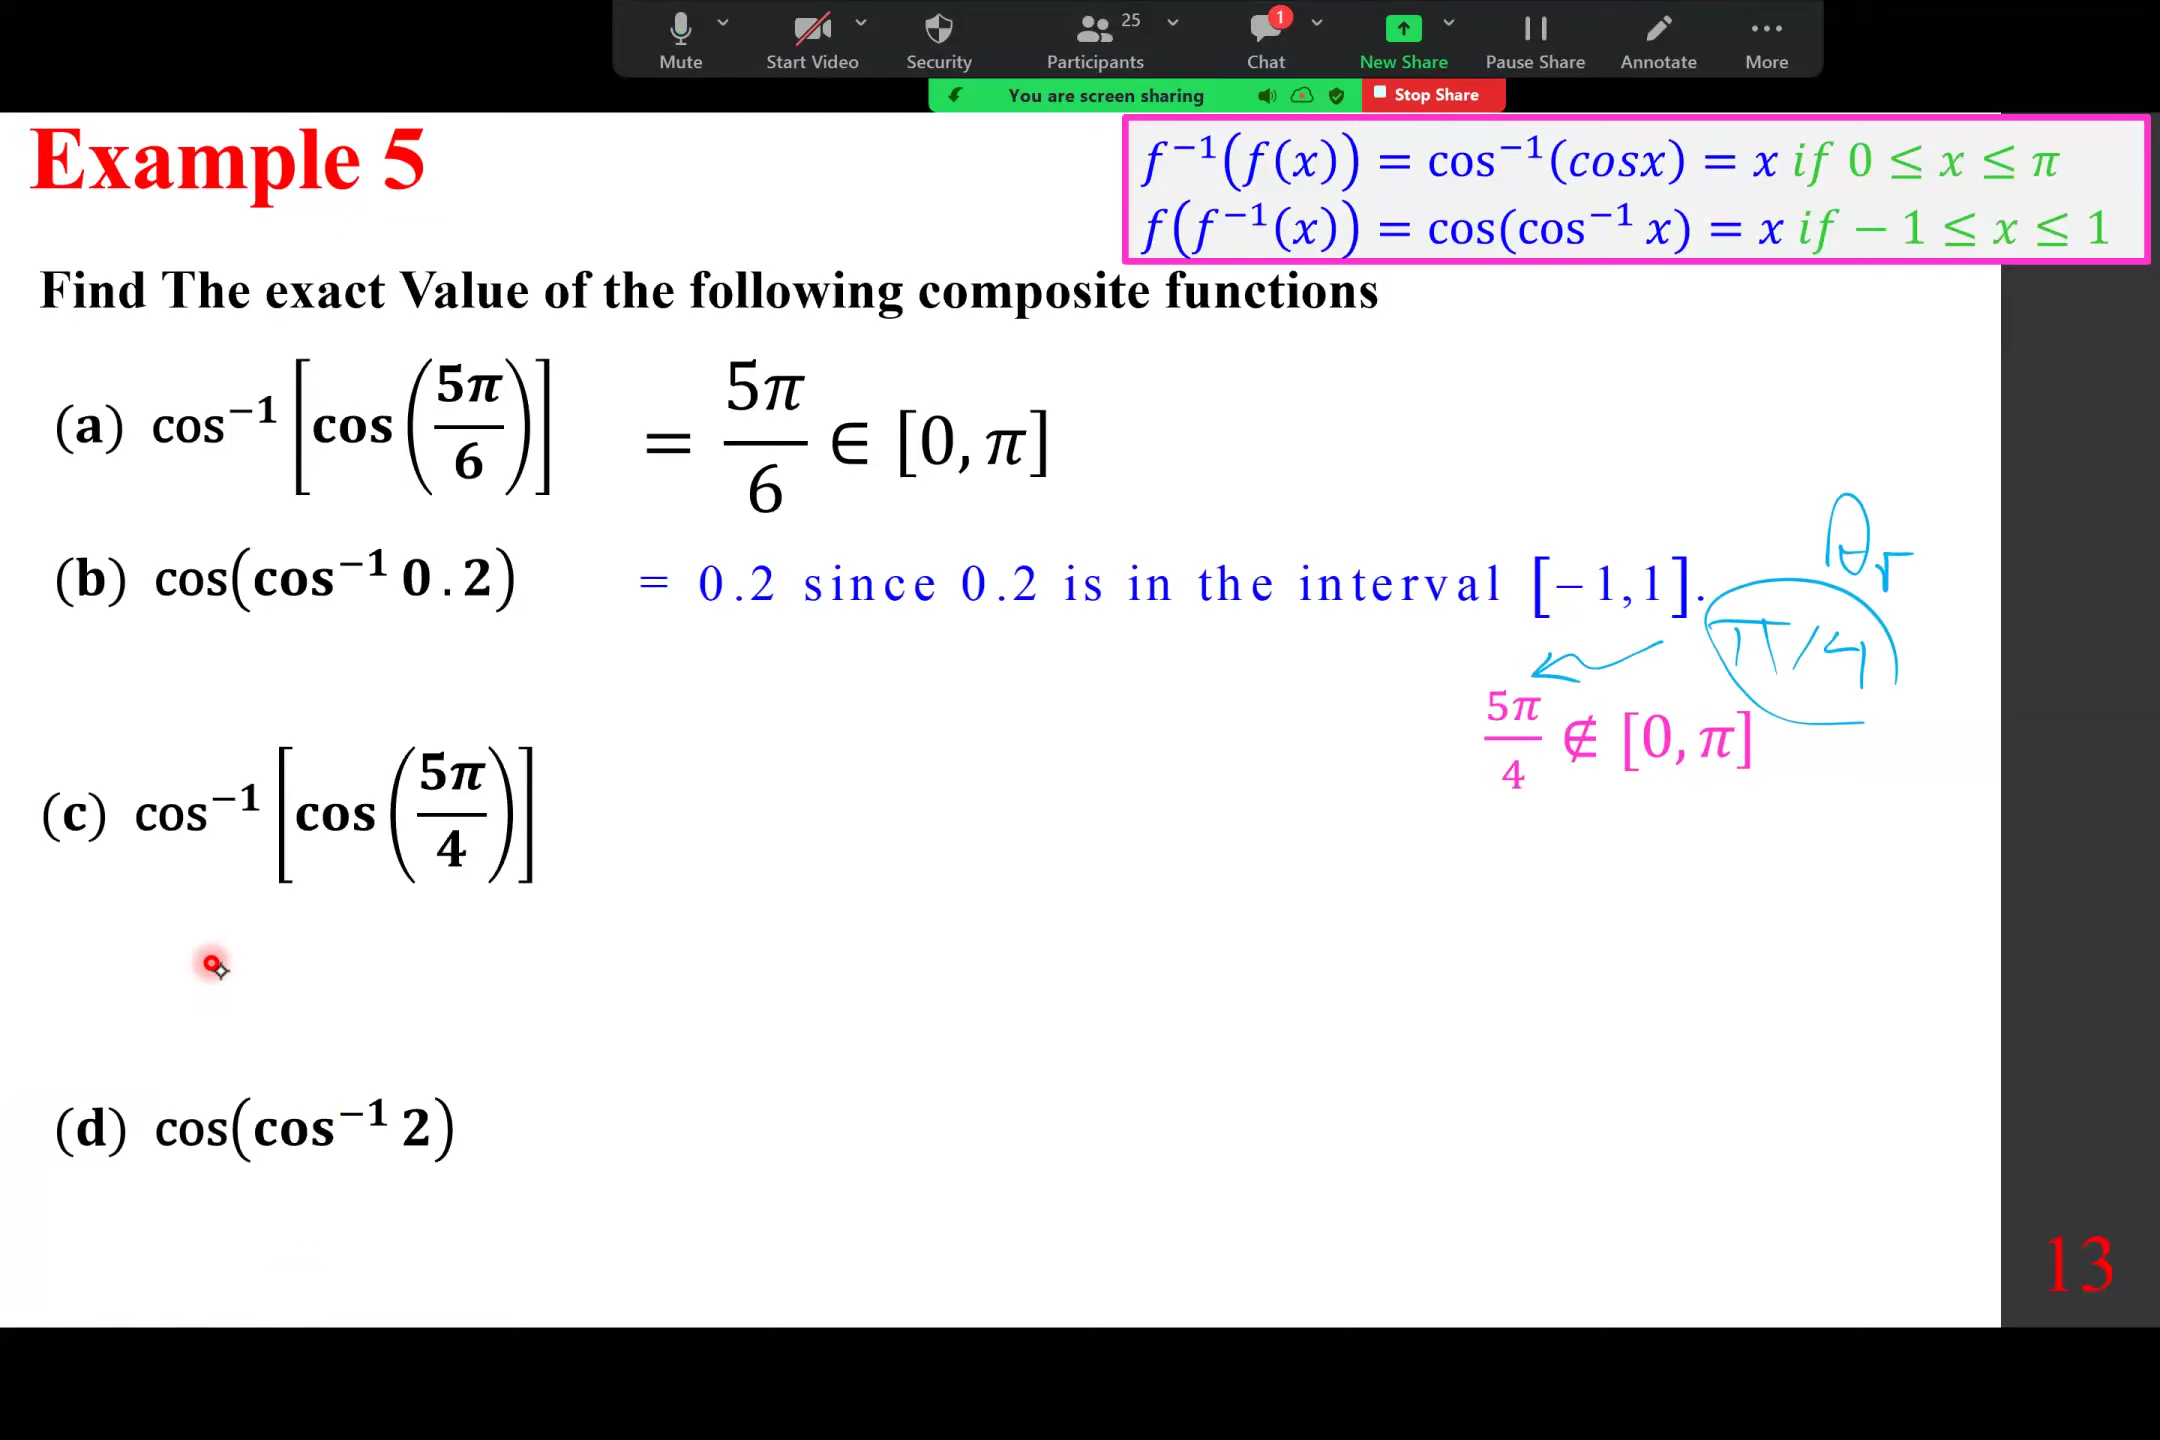 Mute
Start Video
Security
Participants 25
Chat 1
New Share
Pause Share
Annotate
More
You are screen sharing
Stop Share
Example 5
f⁻¹(f(x)) = cos⁻¹(cosx) = x if 0 ≤ x ≤ π
f(f⁻¹(x)) = cos(cos⁻¹ x) = x if − 1 ≤ x ≤ 1
Find The exact Value of the following composite functions
(a) cos⁻¹[cos(5π/6)] = 5π/6 ∈ [0, π]
(b) cos(cos⁻¹ 0.2) = 0.2 since 0.2 is in the interval [−1,1].
θr
π/4
5π/4 ∉ [0, π]
(c) cos⁻¹[cos(5π/4)]
(d) cos(cos⁻¹ 2)
13